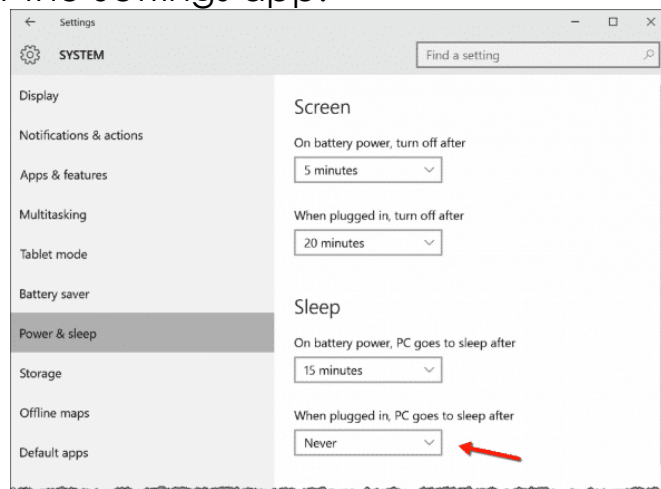 the Settings app.
Settings
SYSTEM
Find a setting
Display
Notifications & actions
Apps & features
Multitasking
Tablet mode
Battery saver
Power & sleep
Storage
Offline maps
Default apps
Screen
On battery power, turn off after
5 minutes
When plugged in, turn off after
20 minutes
Sleep
On battery power, PC goes to sleep after
15 minutes
When plugged in, PC goes to sleep after
Never